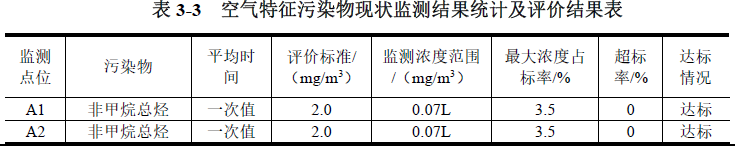 表 3-3 空气特征污染物现状监测结果统计及评价结果表
监测点位 污染物 平均时间 评价标准/（mg/m³） 监测浓度范围/（mg/m³） 最大浓度占标率/% 超标率/% 达标情况
A1 非甲烷总烃 一次值 2.0 0.07L 3.5 0 达标
A2 非甲烷总烃 一次值 2.0 0.07L 3.5 0 达标